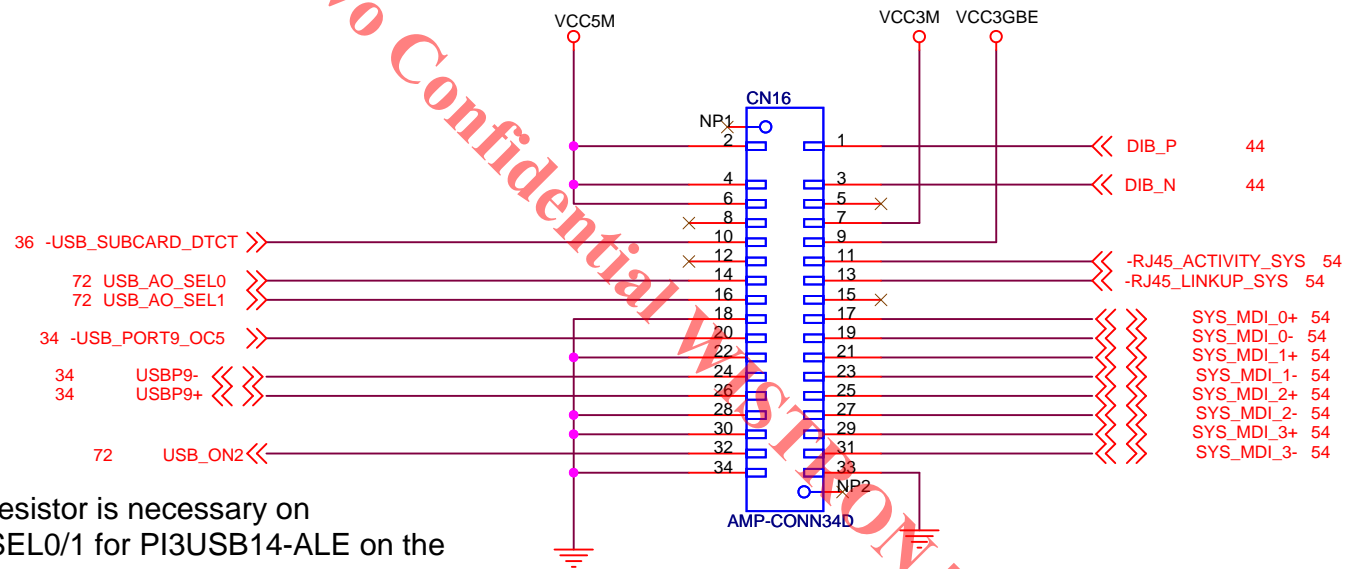 VCC5M
VCC3M VCC3GBE
CN16
NP1
2 1 DIB_P 44
4 3 DIB_N 44
6 5
8 7
36 -USB_SUBCARD_DTCT 10 9
12 11 -RJ45_ACTIVITY_SYS 54
72 USB_AO_SEL0 14 13 -RJ45_LINKUP_SYS 54
72 USB_AO_SEL1 16 15
18 17 SYS_MDI_0+ 54
34 -USB_PORT9_OC5 20 19 SYS_MDI_0- 54
22 21 SYS_MDI_1+ 54
34 USBP9- 24 23 SYS_MDI_1- 54
34 USBP9+ 26 25 SYS_MDI_2+ 54
28 27 SYS_MDI_2- 54
30 29 SYS_MDI_3+ 54
72 USB_ON2 32 31 SYS_MDI_3- 54
34 33
NP2
AMP-CONN34D
esistor is necessary on
SEL0/1 for PI3USB14-ALE on the
vo Confidential WISTRON